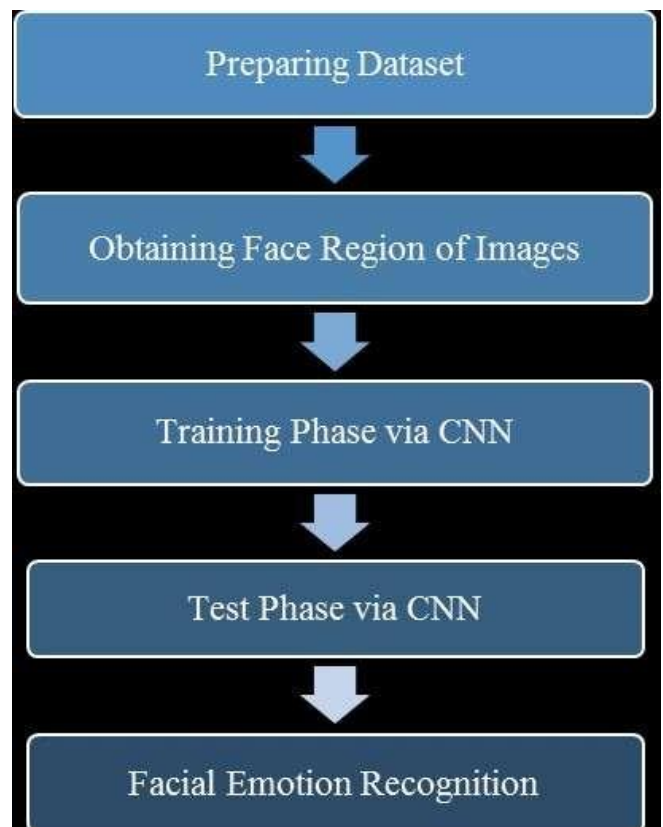 Preparing Dataset
Obtaining Face Region of Images
Training Phase via CNN
Test Phase via CNN
Facial Emotion Recognition